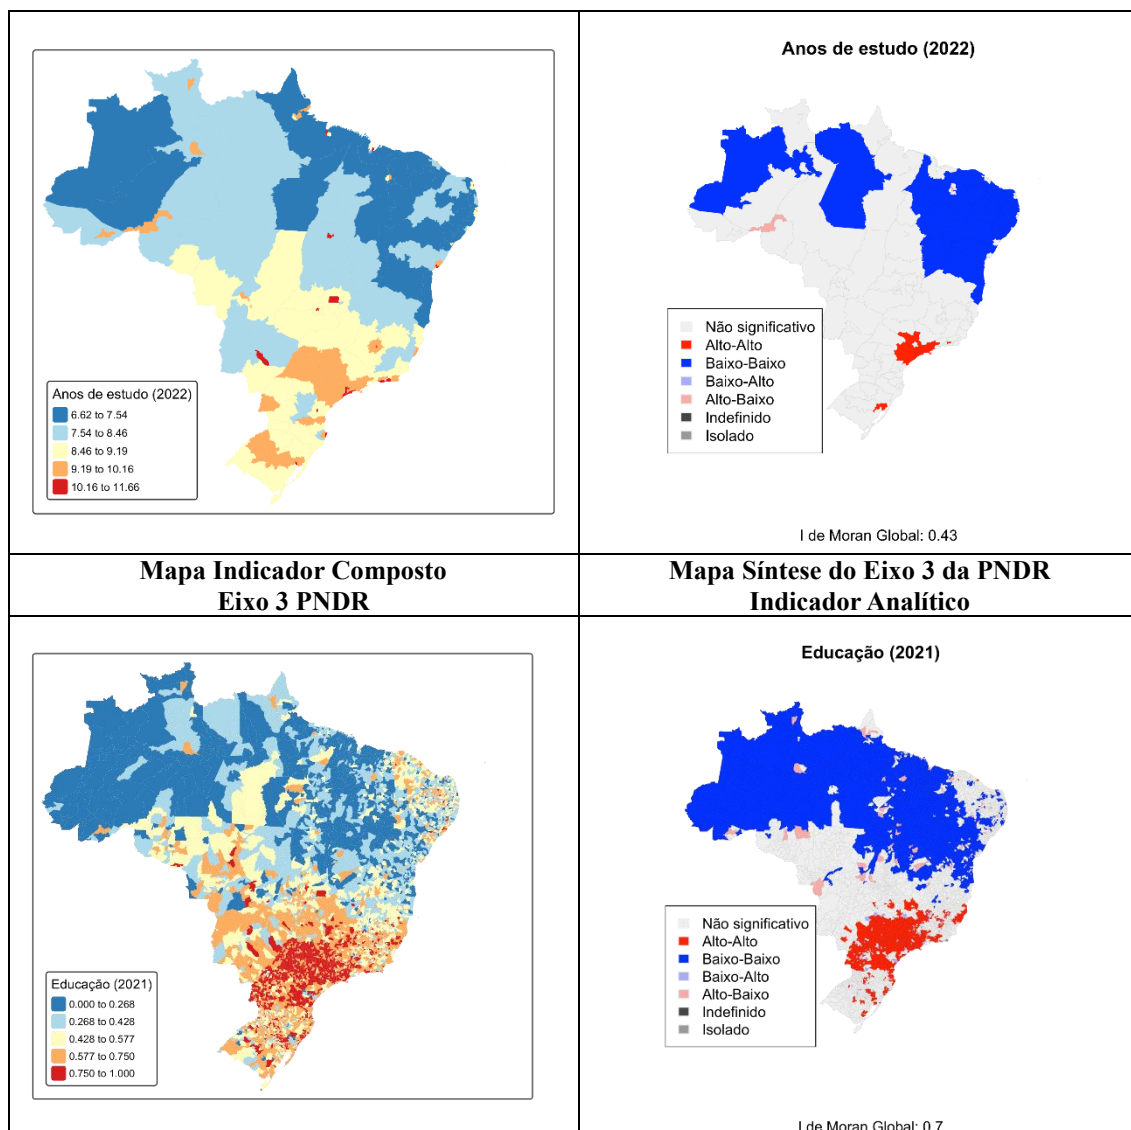 Anos de estudo (2022)
6.62 to 7.54
7.54 to 8.46
8.46 to 9.19
9.19 to 10.16
10.16 to 11.66
Anos de estudo (2022)
Não significativo
Alto-Alto
Baixo-Baixo
Baixo-Alto
Alto-Baixo
Indefinido
Isolado
I de Moran Global: 0.43
Mapa Indicador Composto
Eixo 3 PNDR
Mapa Síntese do Eixo 3 da PNDR
Indicador Analítico
Educação (2021)
0.000 to 0.268
0.268 to 0.428
0.428 to 0.577
0.577 to 0.750
0.750 to 1.000
Educação (2021)
Não significativo
Alto-Alto
Baixo-Baixo
Baixo-Alto
Alto-Baixo
Indefinido
Isolado
I de Moran Global: 0.7